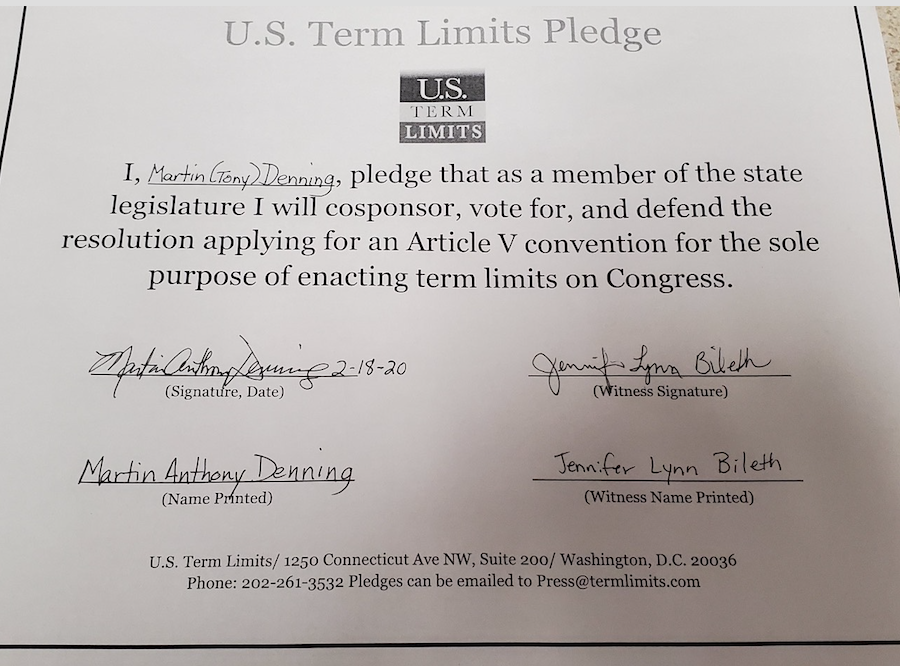 U.S. Term Limits Pledge
U.S.
TERM
LIMITS
I, Martin (Tony) Denning, pledge that as a member of the state
legislature I will cosponsor, vote for, and defend the
resolution applying for an Article V convention for the sole
purpose of enacting term limits on Congress.
Martin Anthony Denning 2-18-20 Jennifer Lynn Bileth
(Signature, Date) (Witness Signature)
Martin Anthony Denning Jennifer Lynn Bileth
(Name Printed) (Witness Name Printed)
U.S. Term Limits/ 1250 Connecticut Ave NW, Suite 200/ Washington, D.C. 20036
Phone: 202-261-3532 Pledges can be emailed to Press@termlimits.com